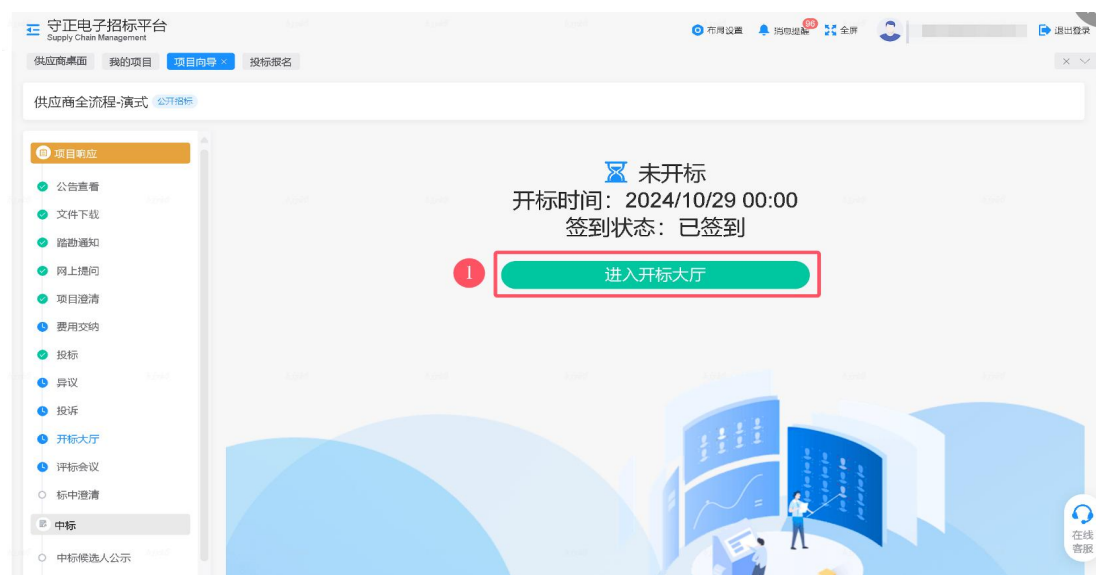 守正电子招标平台
Supply Chain Management
布局设置 消息提醒 96 全屏 退出登录
供应商桌面 我的项目 项目向导 × 投标报名
供应商全流程-演式 公开招标
项目响应
公告查看
文件下载
踏勘通知
网上提问
项目澄清
费用交纳
投标
异议
投诉
开标大厅
评标会议
标中澄清
中标
中标候选人公示
未开标
开标时间：2024/10/29 00:00
签到状态：已签到
1 进入开标大厅
在线
客服